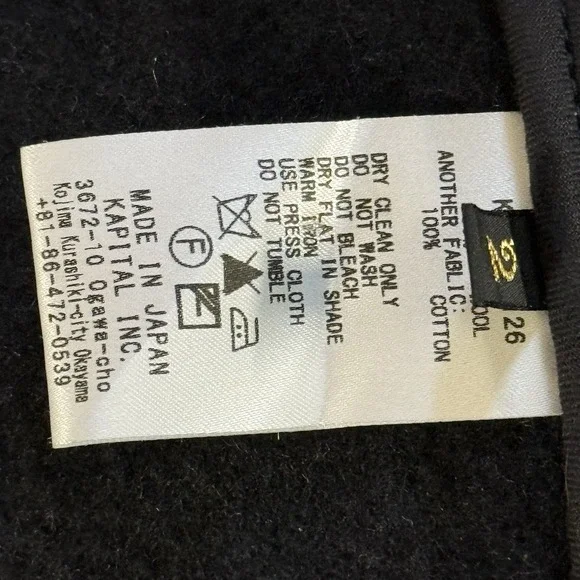 2
26
ANOTHER FABLIC:
100% COTTON
DRY CLEAN ONLY
DO NOT WASH
DO NOT BLEACH
DRY FLAT IN SHADE
WARM IRON
USE PRESS CLOTH
DO NOT TUMBLE
F
MADE IN JAPAN
KAPITAL INC.
3672-10 Ogawa-cho
Kojima Kurashiki-city Okayama
+81-86-472-0539